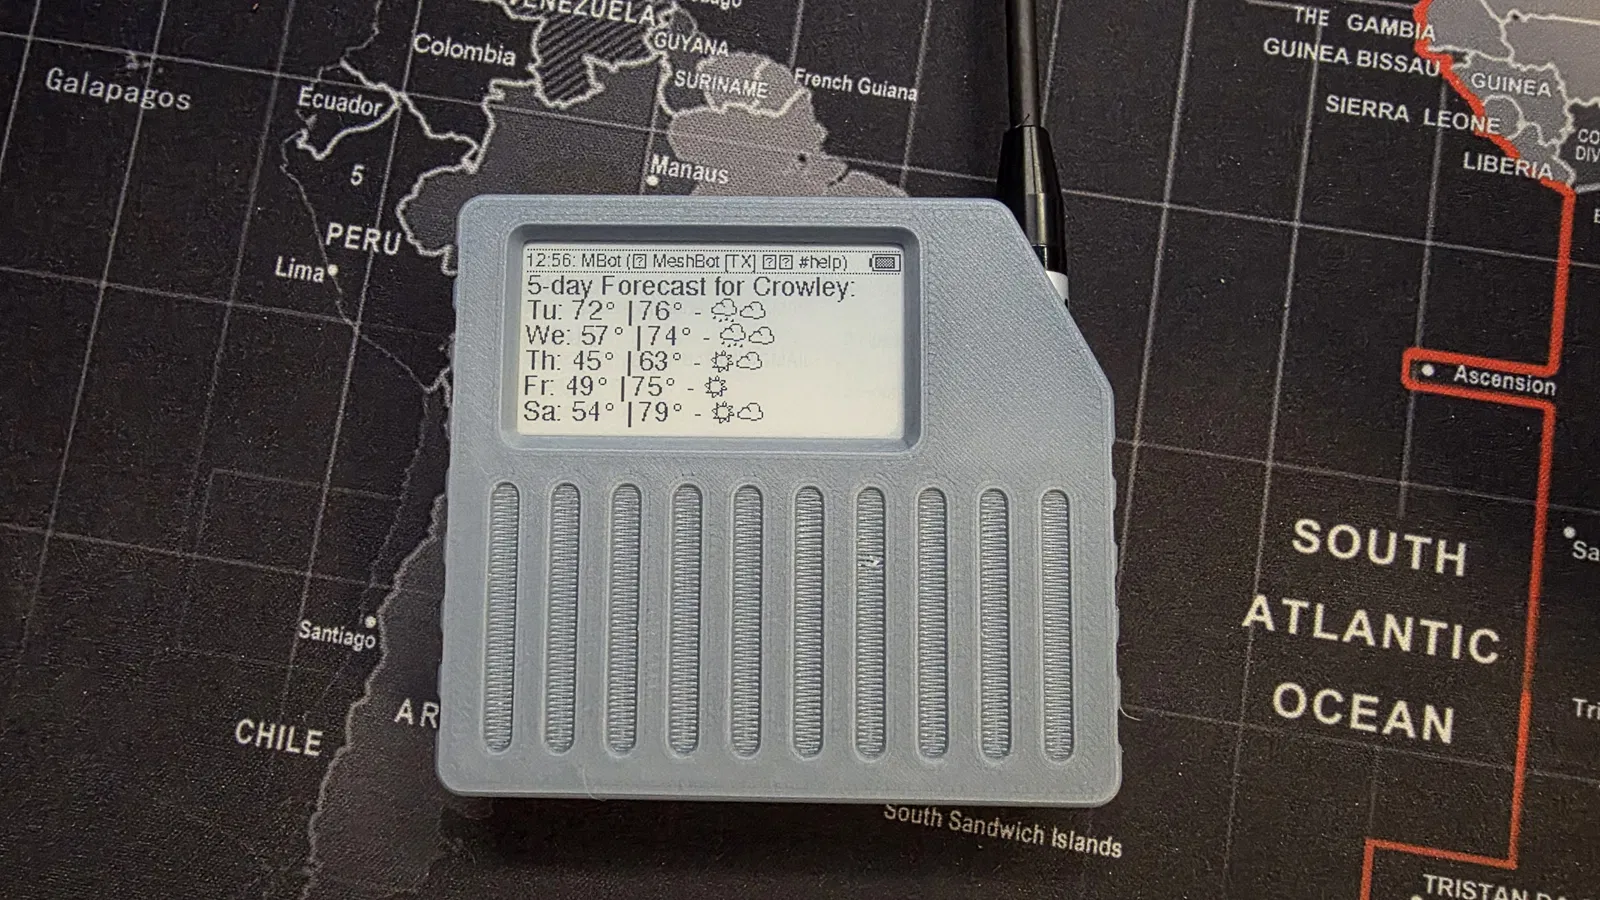 VENEZUELA
GUYANA
Colombia
SURINAME
French Guiana
Galapagos
Ecuador
5
Manaus
PERU
Lima
THE GAMBIA
GUINEA BISSAU
GUINEA
SIERRA LEONE
LIBERIA
12:56: MBot (⍰ MeshBot [TX] ⍰⍰ #help)
5-day Forecast for Crowley:
Tu: 72° |76° - 🌧☁
We: 57° |74° - 🌧☁
Th: 45° |63° - ☀☁
Fr: 49° |75° - ☀
Sa: 54° |79° - ☀☁
Ascension
SOUTH
ATLANTIC
OCEAN
Santiago
CHILE
AR
South Sandwich Islands